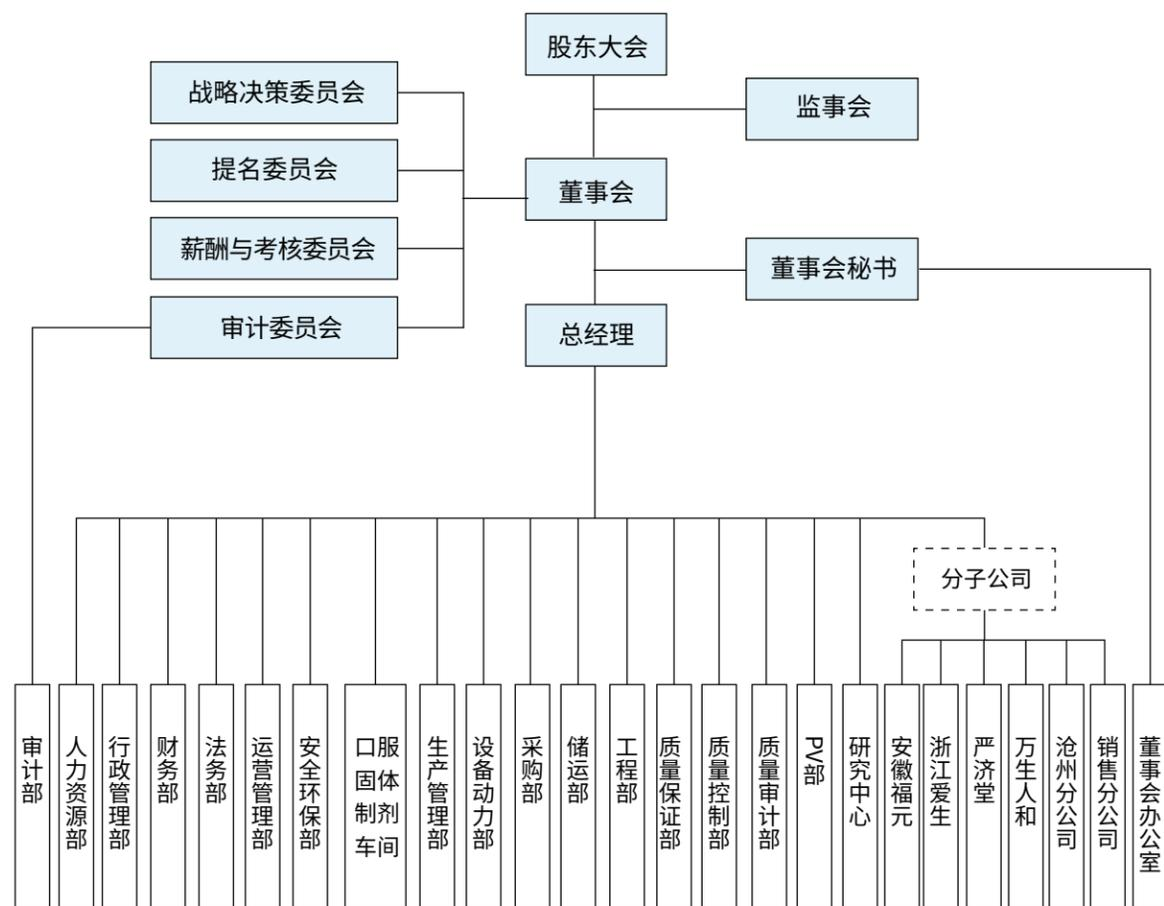 股东大会
战略决策委员会
监事会
提名委员会
董事会
薪酬与考核委员会
董事会秘书
审计委员会
总经理
分子公司
审计部
人力资源部
行政管理部
财务部
法务部
运营管理部
安全环保部
口服
固体
制剂
车间
生产管理部
设备动力部
采购部
储运部
工程部
质量保证部
质量控制部
质量审计部
PV部
研究中心
安徽福元
浙江爱生
严济堂
万生人和
沧州分公司
销售分公司
董事会办公室